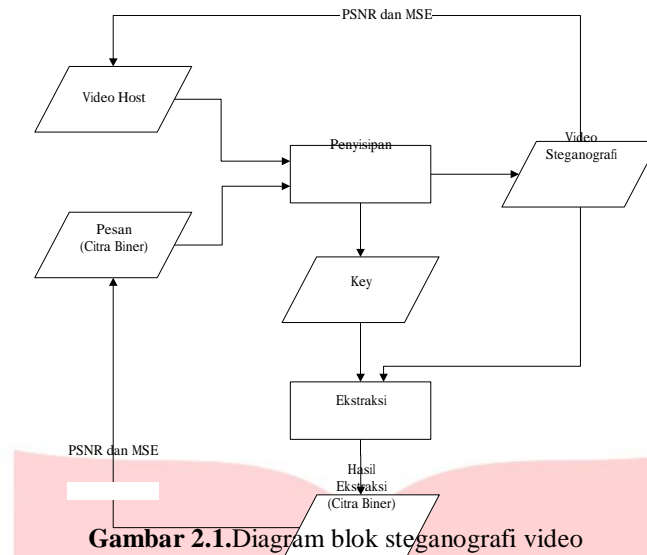 PSNR dan MSE
Video Host
Penyisipan
Video
Steganografi
Pesan
(Citra Biner)
Key
Ekstraksi
PSNR dan MSE
Hasil
Ekstraksi
(Citra Biner)
Gambar 2.1.Diagram blok steganografi video